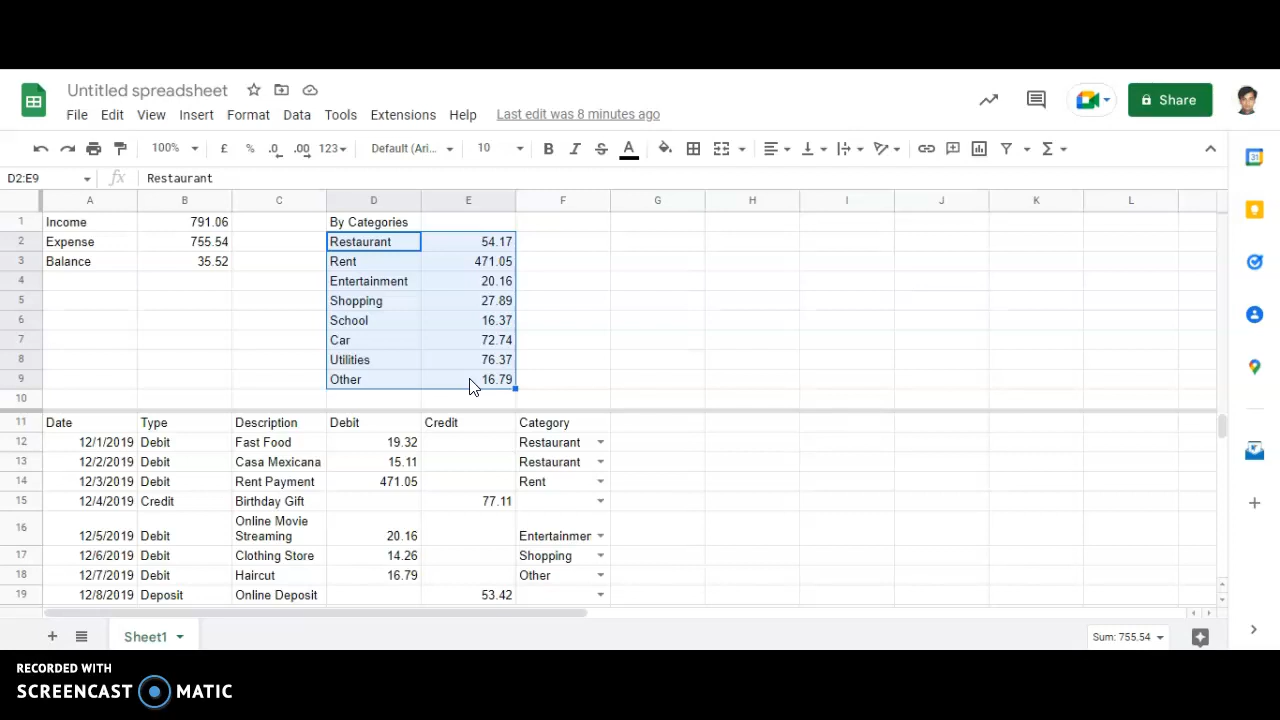 Untitled spreadsheet
File Edit View Insert Format Data Tools Extensions Help Last edit was 8 minutes ago
Share
100% £ % .0 .00 123 Default (Ari... 10 B I S A Σ
D2:E9 fx Restaurant
A B C D E F G H I J K L
1 Income 791.06 By Categories
2 Expense 755.54 Restaurant 54.17
3 Balance 35.52 Rent 471.05
4 Entertainment 20.16
5 Shopping 27.89
6 School 16.37
7 Car 72.74
8 Utilities 76.37
9 Other 16.79
10
11 Date Type Description Debit Credit Category
12 12/1/2019 Debit Fast Food 19.32 Restaurant
13 12/2/2019 Debit Casa Mexicana 15.11 Restaurant
14 12/3/2019 Debit Rent Payment 471.05 Rent
15 12/4/2019 Credit Birthday Gift 77.11
16 12/5/2019 Debit Online Movie
Streaming 20.16 Entertainmer
17 12/6/2019 Debit Clothing Store 14.26 Shopping
18 12/7/2019 Debit Haircut 16.79 Other
19 12/8/2019 Deposit Online Deposit 53.42
Sheet1 Sum: 755.54
RECORDED WITH
SCREENCAST MATIC
31